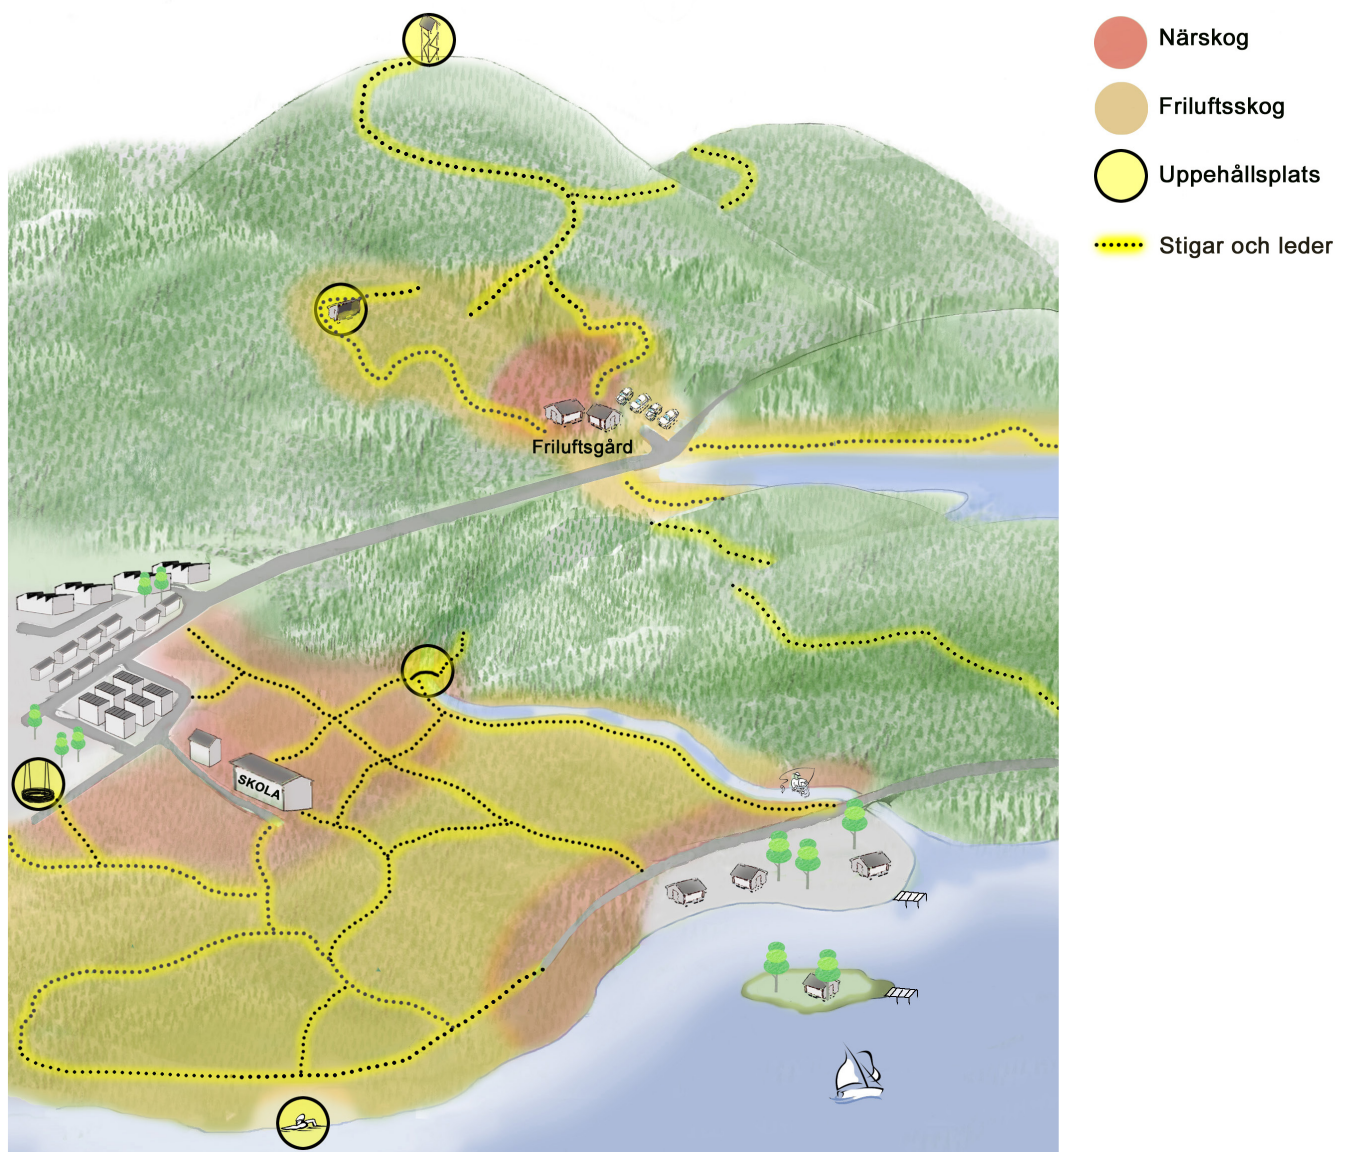 Närskog
Friluftsskog
Uppehållsplats
Stigar och leder
Friluftsgård
SKOLA